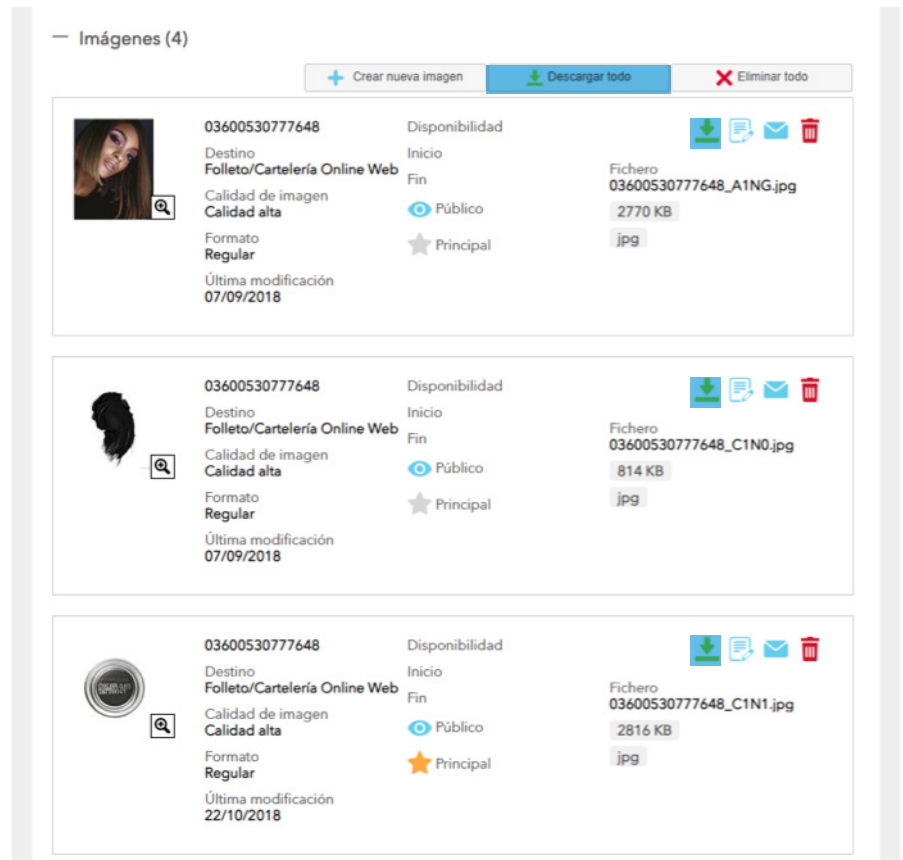 Imágenes (4)
Crear nueva imagen
Descargar todo
Eliminar todo
03600530777648
Destino
Folleto/Cartelería Online Web
Calidad de imagen
Calidad alta
Formato
Regular
Última modificación
07/09/2018
Disponibilidad
Inicio
Fin
Público
Principal
Fichero
03600530777648_A1NG.jpg
2770 KB
jpg
03600530777648
Destino
Folleto/Cartelería Online Web
Calidad de imagen
Calidad alta
Formato
Regular
Última modificación
07/09/2018
Disponibilidad
Inicio
Fin
Público
Principal
Fichero
03600530777648_C1N0.jpg
814 KB
jpg
03600530777648
Destino
Folleto/Cartelería Online Web
Calidad de imagen
Calidad alta
Formato
Regular
Última modificación
22/10/2018
Disponibilidad
Inicio
Fin
Público
Principal
Fichero
03600530777648_C1N1.jpg
2816 KB
jpg